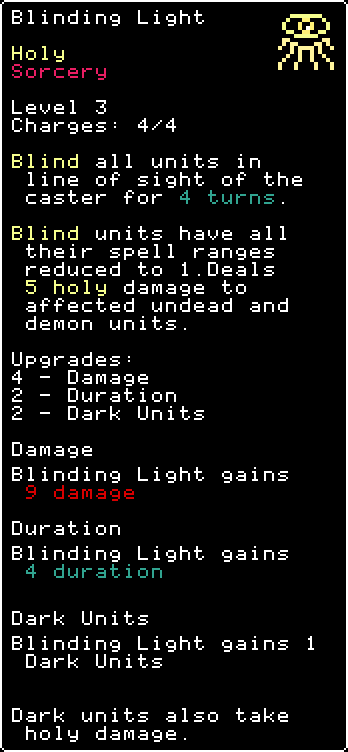 Blinding Light
Holy
Sorcery
Level 3
Charges: 4/4
Blind all units in
line of sight of the
caster for 4 turns.
Blind units have all
their spell ranges
reduced to 1.Deals
5 holy damage to
affected undead and
demon units.
Upgrades:
4 - Damage
2 - Duration
2 - Dark Units
Damage
Blinding Light gains
9 damage
Duration
Blinding Light gains
4 duration
Dark Units
Blinding Light gains 1
Dark Units
Dark units also take
holy damage.